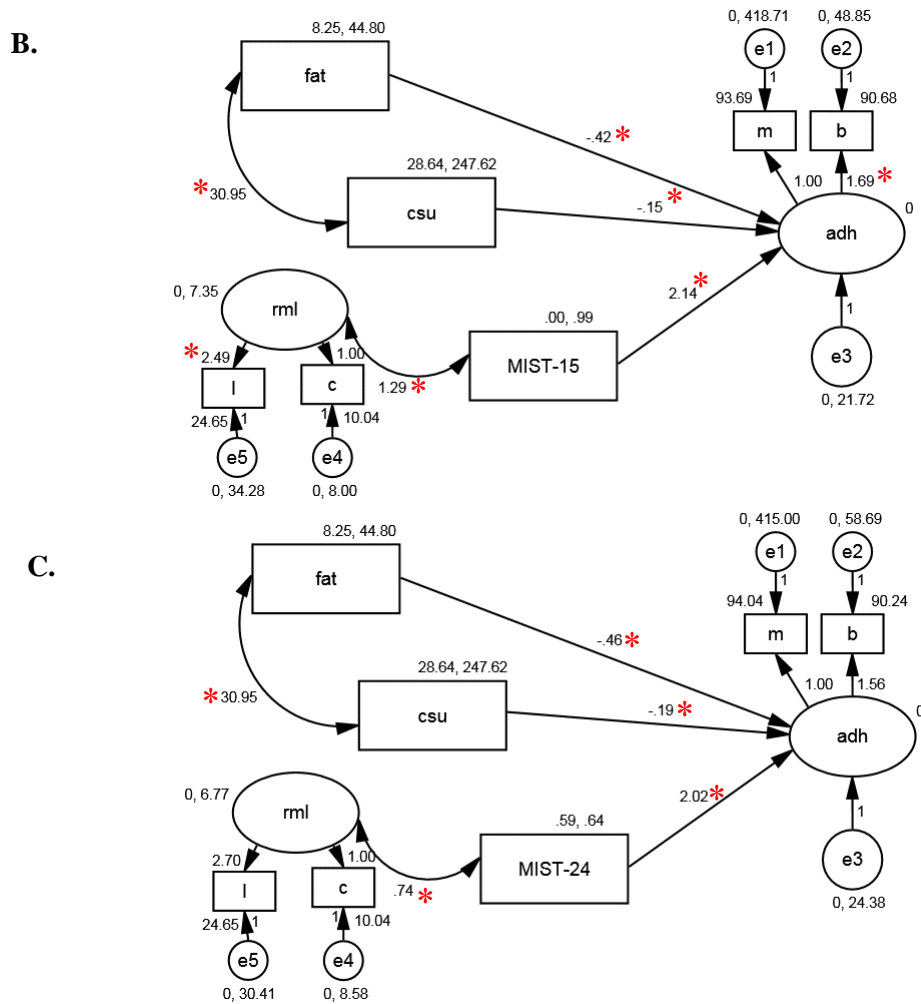 B.
8.25, 44.80
fat
0, 418.71
0, 48.85
e1
e2
1
1
93.69
90.68
m
b
-.42 *
28.64, 247.62
1.00
1.69 *
* 30.95
csu
-.15 *
0
adh
0, 7.35
rml
.00, .99
2.14 *
1
* 2.49
1.00
1.29 *
MIST-15
e3
l
c
24.65
1
1
10.04
0, 21.72
e5
e4
0, 34.28
0, 8.00
C.
8.25, 44.80
fat
0, 415.00
0, 58.69
e1
e2
1
1
94.04
90.24
m
b
-.46 *
28.64, 247.62
1.00
1.56
* 30.95
csu
-.19 *
0
adh
0, 6.77
rml
.59, .64
2.02 *
1
2.70
1.00
.74 *
MIST-24
e3
l
c
24.65
1
1
10.04
0, 24.38
e5
e4
0, 30.41
0, 8.58